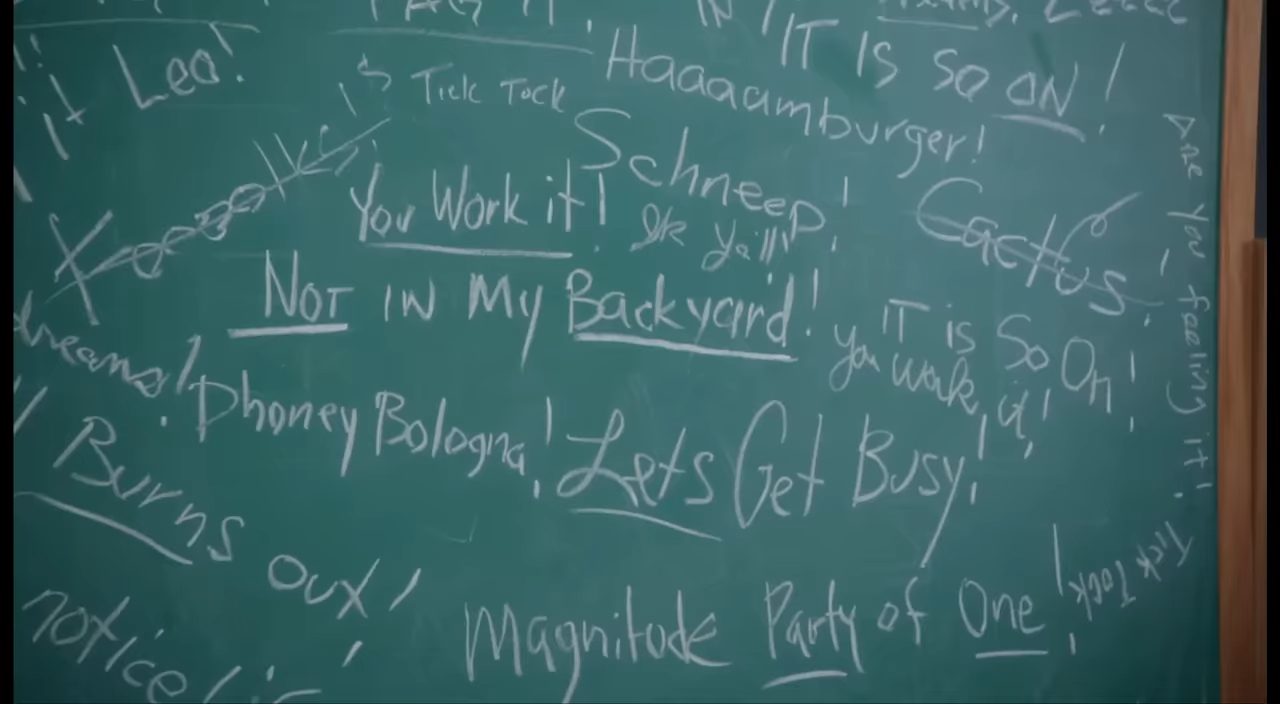 IT IS SO ON!
Leo!
Tick Tock
Haaaamburger!
Schneep!
You Work it!
Cactus
Are You feeling it!
NOT IN My Backyard!
IT is So On!
you work it!
Phoney Bologna!
Lets Get Busy!
Burns out!
Tick Tock
Magnitude Party of One!
notice